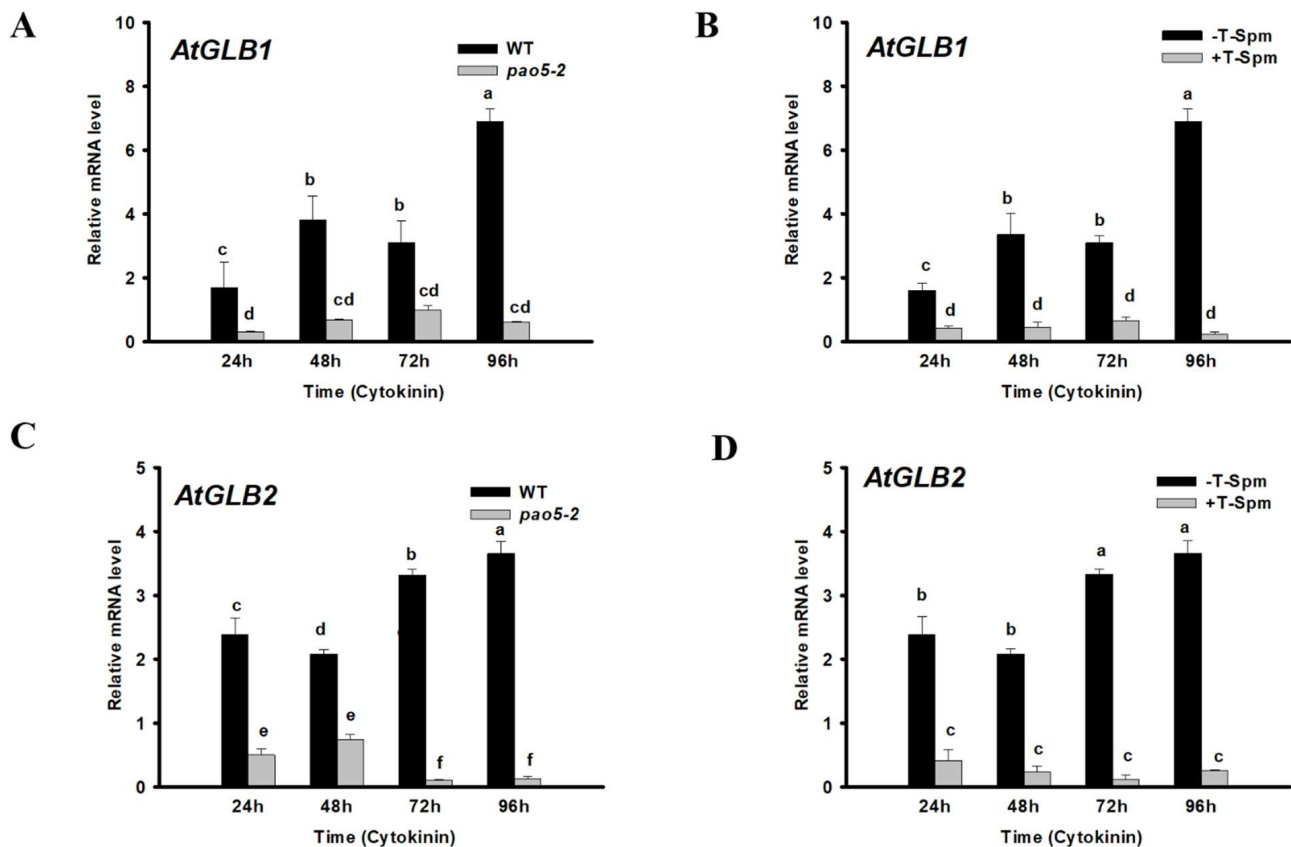 A
AtGLB1
WT
pao5-2
Relative mRNA level
10
8
6
4
2
0
c
d
b
cd
b
cd
a
cd
24h
48h
72h
96h
Time (Cytokinin)
B
AtGLB1
-T-Spm
+T-Spm
Relative mRNA level
10
8
6
4
2
0
c
d
b
d
b
d
a
d
24h
48h
72h
96h
Time (Cytokinin)
C
AtGLB2
WT
pao5-2
Relative mRNA level
5
4
3
2
1
0
c
e
d
e
b
f
a
f
24h
48h
72h
96h
Time (Cytokinin)
D
AtGLB2
-T-Spm
+T-Spm
Relative mRNA level
5
4
3
2
1
0
b
c
b
c
a
c
a
c
24h
48h
72h
96h
Time (Cytokinin)